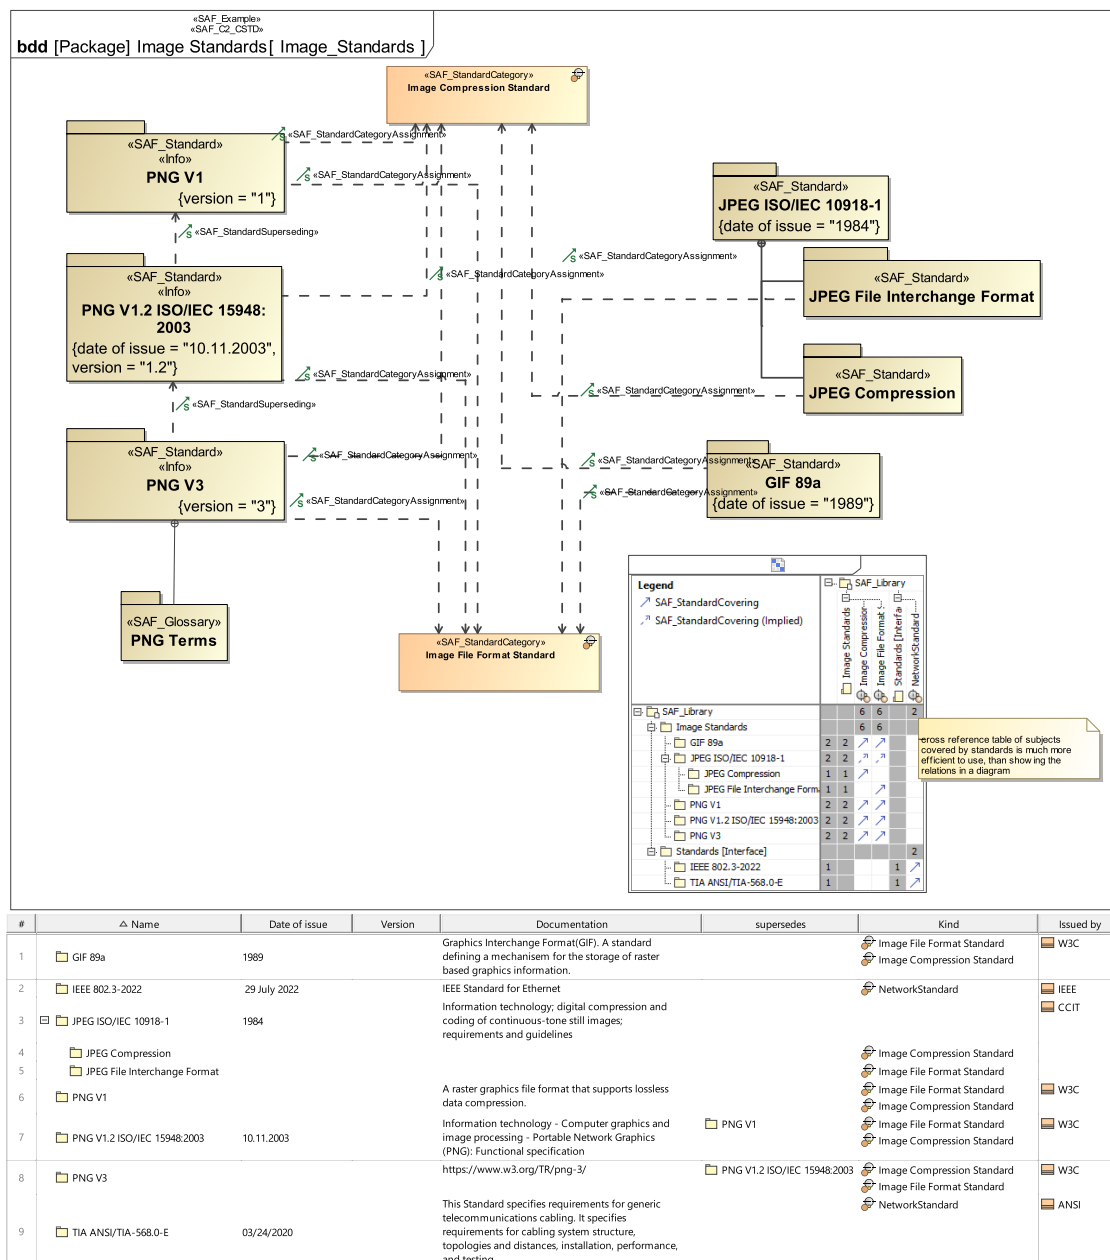 «SAF_Example»
«SAF_C2_CSTD»
bdd [Package] Image Standards[ Image_Standards ]
«SAF_StandardCategory»
Image Compression Standard
«SAF_StandardCategoryAssignment»
«SAF_Standard»
«Info»
PNG V1
{version = "1"}
«SAF_StandardCategoryAssignment»
«SAF_Standard»
JPEG ISO/IEC 10918-1
{date of issue = "1984"}
«SAF_StandardSuperseding»
«SAF_StandardCategoryAssignment»
«SAF_StandardCategoryAssignment»
«SAF_Standard»
JPEG File Interchange Format
«SAF_Standard»
«Info»
PNG V1.2 ISO/IEC 15948:
2003
{date of issue = "10.11.2003",
version = "1.2"}
«SAF_StandardCategoryAssignment»
«SAF_StandardCategoryAssignment»
«SAF_Standard»
JPEG Compression
«SAF_StandardSuperseding»
«SAF_Standard»
«Info»
PNG V3
{version = "3"}
«SAF_StandardCategoryAssignment»
«SAF_StandardCategoryAssignment»
«SAF_StandardCategoryAssignment»
«SAF_StandardCategoryAssignment»
«SAF_Standard»
GIF 89a
{date of issue = "1989"}
«SAF_Glossary»
PNG Terms
«SAF_StandardCategory»
Image File Format Standard
Legend
SAF_StandardCovering
SAF_StandardCovering (Implied)
SAF_Library
Image Standards
Image Compression
Image File Format
Standards [Interfa
NetworkStandard
SAF_Library 6 6 2
Image Standards 6 6
GIF 89a 2 2
JPEG ISO/IEC 10918-1 2 2
JPEG Compression 1 1
JPEG File Interchange Forma 1 1
PNG V1 2 2
PNG V1.2 ISO/IEC 15948:2003 2 2
PNG V3 2 2
Standards [Interface] 2
IEEE 802.3-2022 1 1
TIA ANSI/TIA-568.0-E 1 1
cross reference table of subjects
covered by standards is much more
efficient to use, than showing the
relations in a diagram
# Name Date of issue Version Documentation supersedes Kind Issued by
1 GIF 89a 1989
Graphics Interchange Format(GIF). A standard
defining a mechanisem for the storage of raster
based graphics information.
Image File Format Standard
Image Compression Standard
W3C
2 IEEE 802.3-2022 29 July 2022 IEEE Standard for Ethernet NetworkStandard IEEE
3 JPEG ISO/IEC 10918-1 1984
Information technology; digital compression and
coding of continuous-tone still images;
requirements and guidelines
CCIT
4 JPEG Compression Image Compression Standard
5 JPEG File Interchange Format Image File Format Standard
6 PNG V1
A raster graphics file format that supports lossless
data compression.
Image File Format Standard
Image Compression Standard
W3C
7 PNG V1.2 ISO/IEC 15948:2003 10.11.2003
Information technology - Computer graphics and
image processing - Portable Network Graphics
(PNG): Functional specification
PNG V1
Image File Format Standard
Image Compression Standard
W3C
8 PNG V3
https://www.w3.org/TR/png-3/
PNG V1.2 ISO/IEC 15948:2003
Image Compression Standard
Image File Format Standard
W3C
9 TIA ANSI/TIA-568.0-E 03/24/2020
This Standard specifies requirements for generic
telecommunications cabling. It specifies
requirements for cabling system structure,
topologies and distances, installation, performance,
and testing
NetworkStandard
ANSI